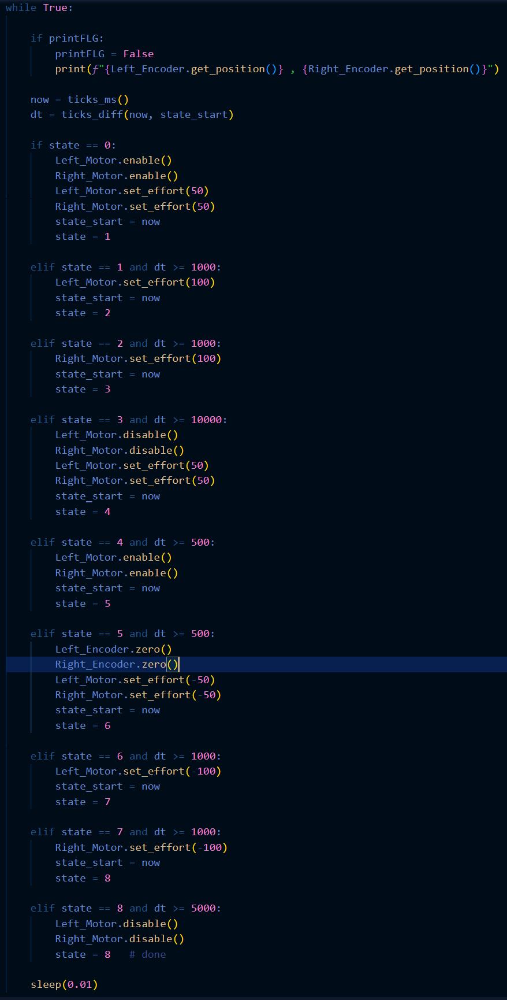 while True:
    if printFLG:
        printFLG = False
        print(f"{Left_Encoder.get_position()} , {Right_Encoder.get_position()}")
    now = ticks_ms()
    dt = ticks_diff(now, state_start)
    if state == 0:
        Left_Motor.enable()
        Right_Motor.enable()
        Left_Motor.set_effort(50)
        Right_Motor.set_effort(50)
        state_start = now
        state = 1
    elif state == 1 and dt >= 1000:
        Left_Motor.set_effort(100)
        state_start = now
        state = 2
    elif state == 2 and dt >= 1000:
        Right_Motor.set_effort(100)
        state_start = now
        state = 3
    elif state == 3 and dt >= 10000:
        Left_Motor.disable()
        Right_Motor.disable()
        Left_Motor.set_effort(50)
        Right_Motor.set_effort(50)
        state_start = now
        state = 4
    elif state == 4 and dt >= 500:
        Left_Motor.enable()
        Right_Motor.enable()
        state_start = now
        state = 5
    elif state == 5 and dt >= 500:
        Left_Encoder.zero()
        Right_Encoder.zero()
        Left_Motor.set_effort(-50)
        Right_Motor.set_effort(-50)
        state_start = now
        state = 6
    elif state == 6 and dt >= 1000:
        Left_Motor.set_effort(-100)
        state_start = now
        state = 7
    elif state == 7 and dt >= 1000:
        Right_Motor.set_effort(-100)
        state_start = now
        state = 8
    elif state == 8 and dt >= 5000:
        Left_Motor.disable()
        Right_Motor.disable()
        state = 8   # done
    sleep(0.01)